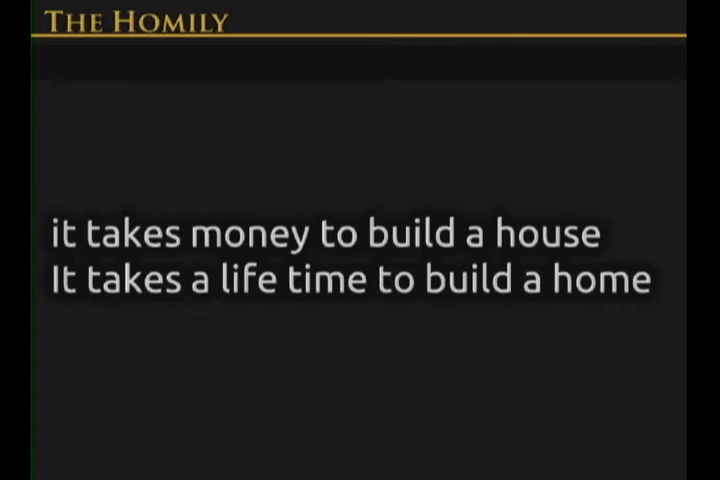 The Homily
it takes money to build a house
It takes a life time to build a home